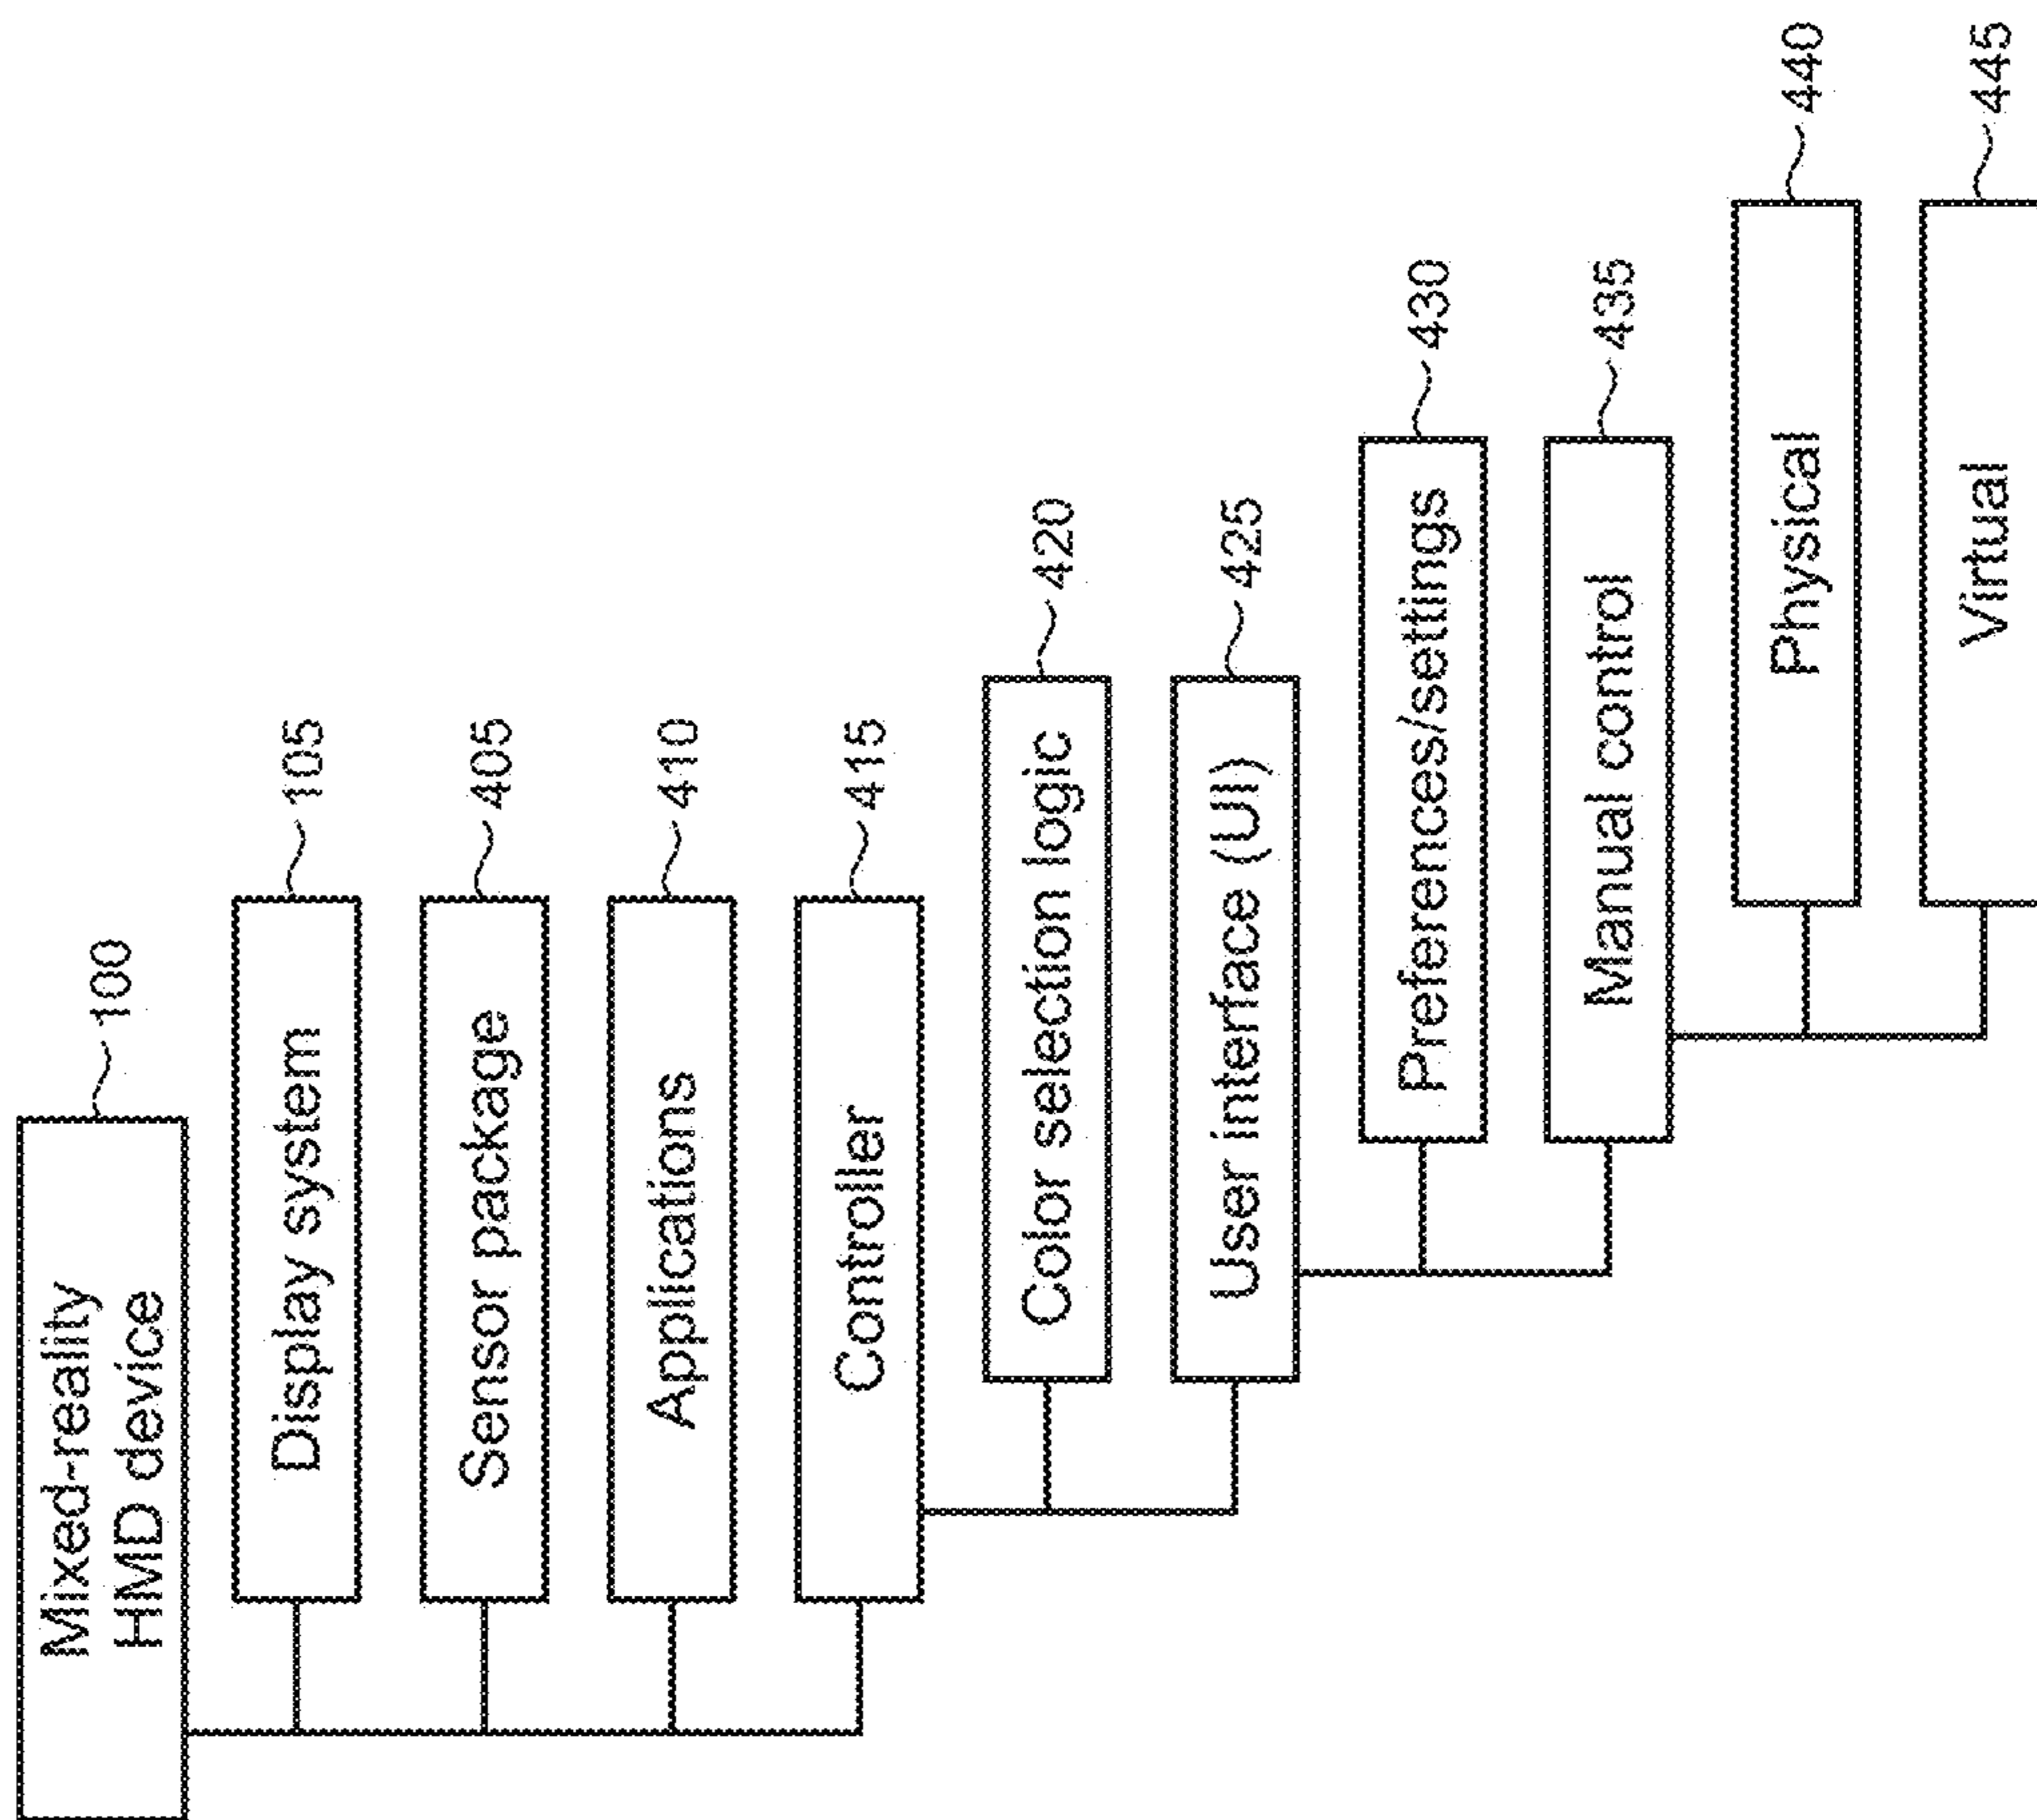 Mixed-reality
HMD device
100
Display system
105
Sensor package
405
Applications
410
Controller
415
Color selection logic
420
User interface (UI)
425
Preferences/settings
430
Manual control
435
Physical
440
Virtual
445